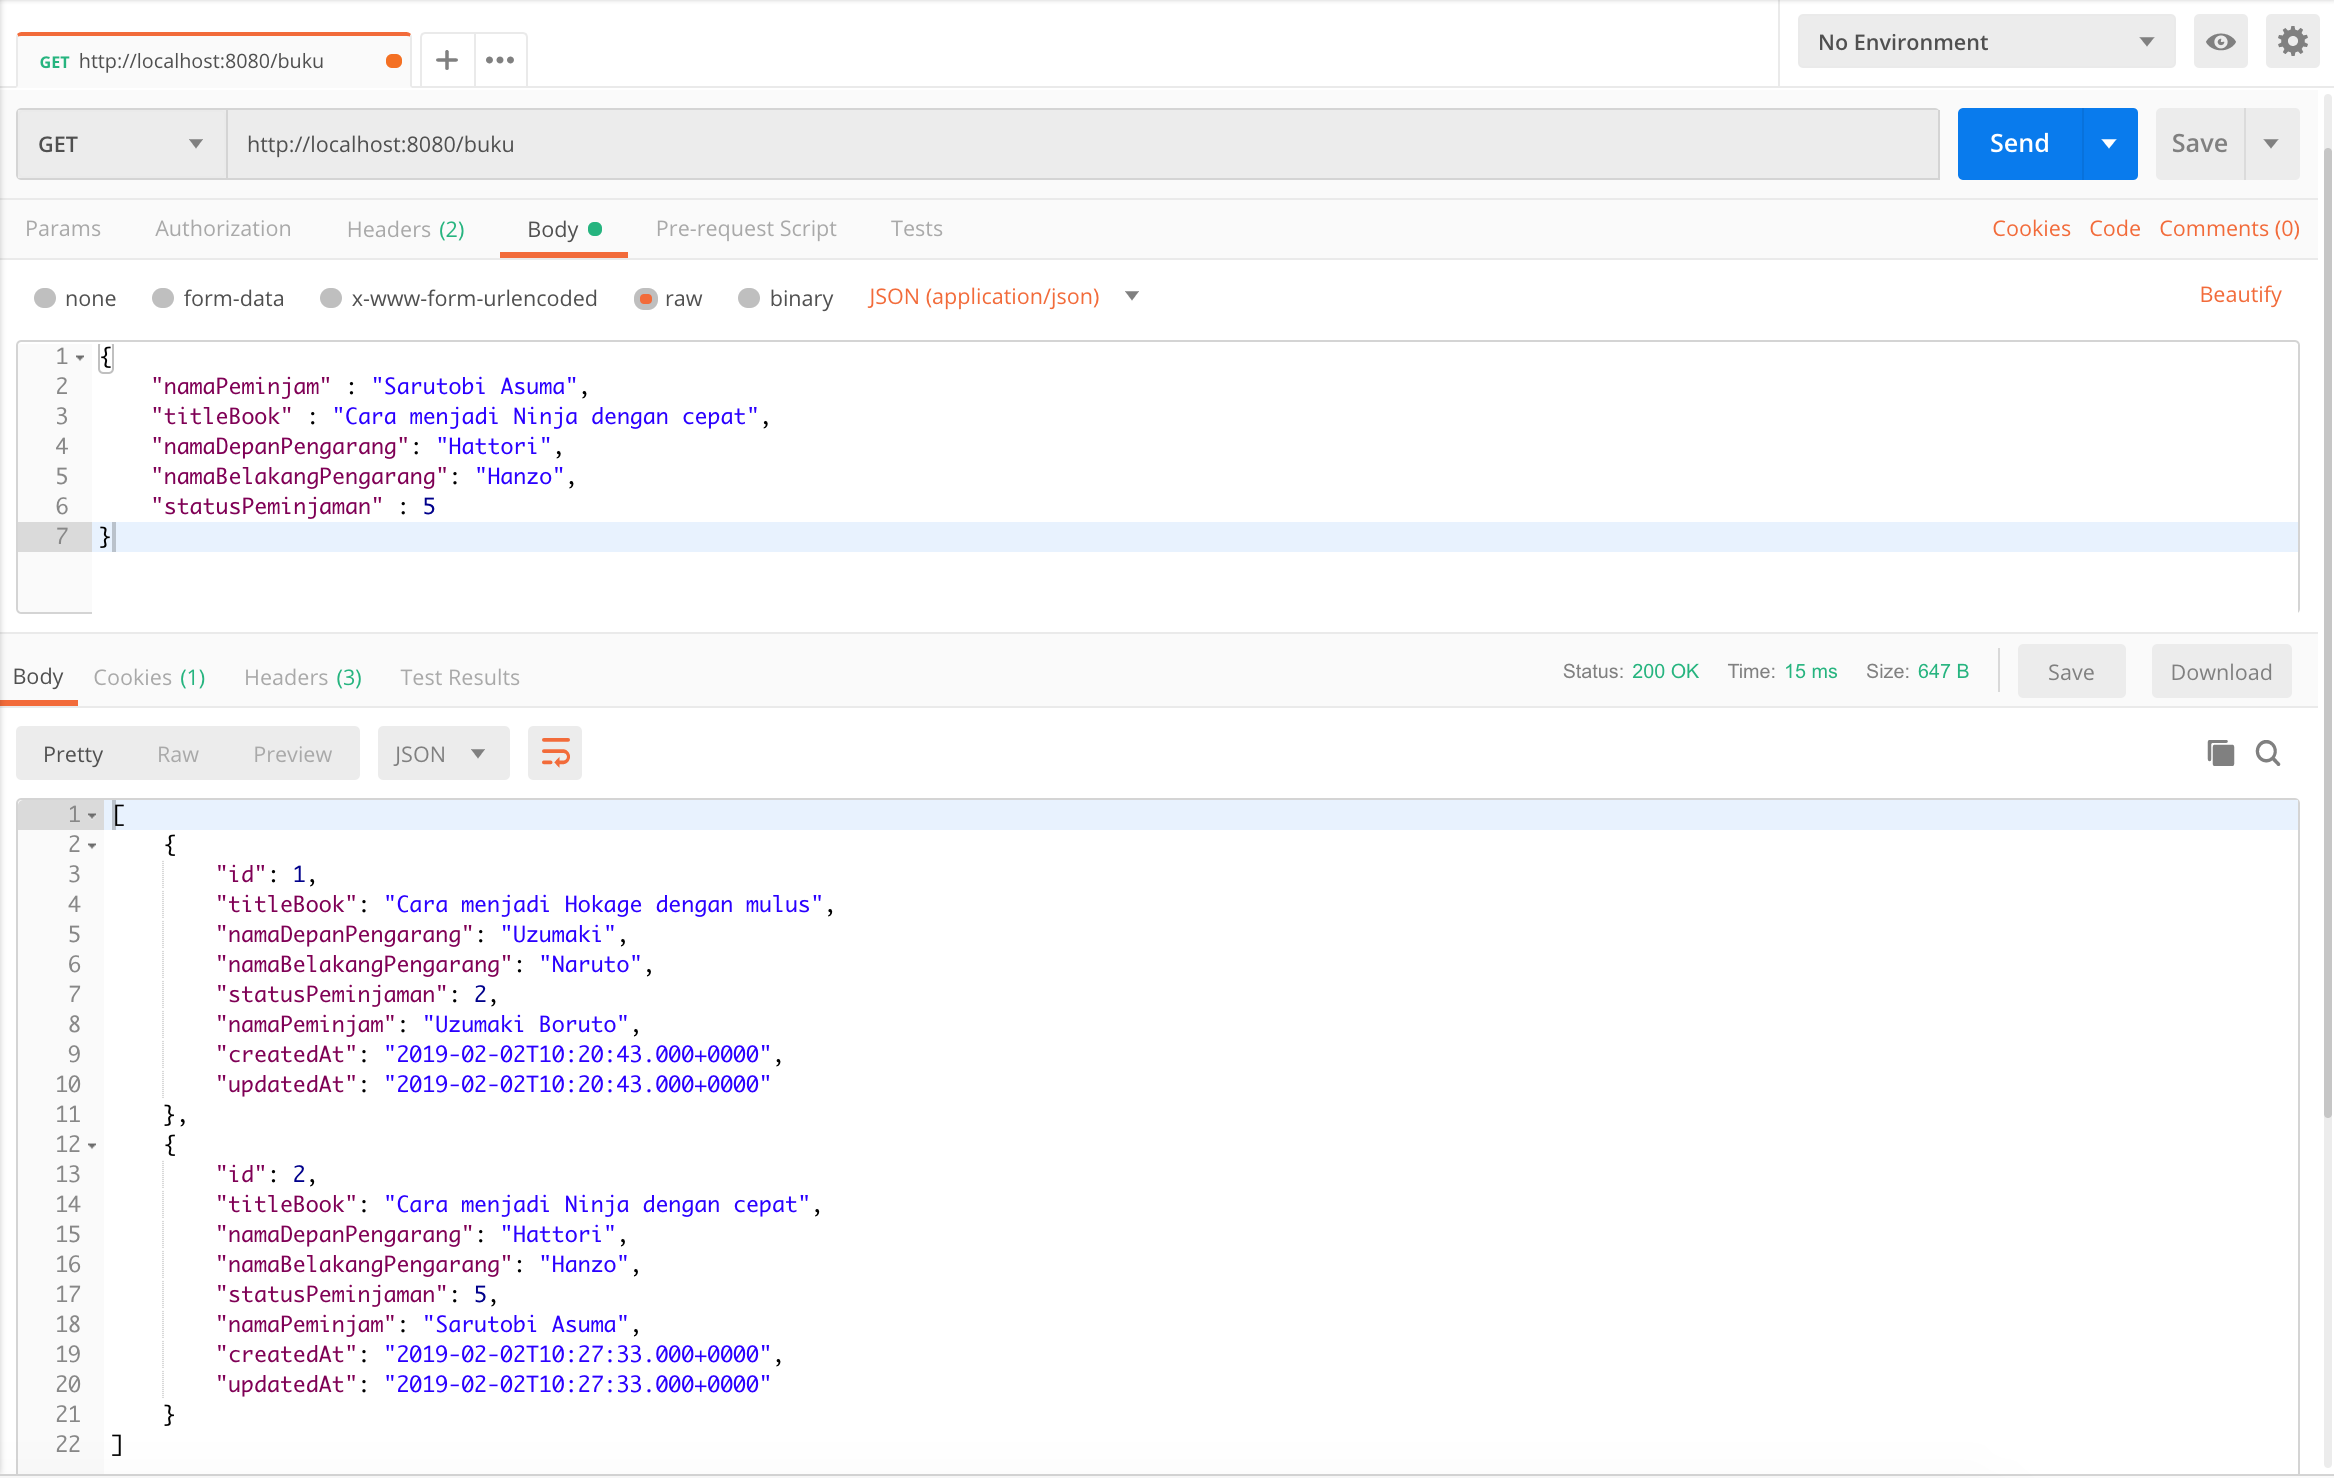 GET http://localhost:8080/buku
No Environment
GET http://localhost:8080/buku Send Save
Params Authorization Headers (2) Body Pre-request Script Tests Cookies Code Comments (0)
none form-data x-www-form-urlencoded raw binary JSON (application/json) Beautify
1 {
2 "namaPeminjam" : "Sarutobi Asuma",
3 "titleBook" : "Cara menjadi Ninja dengan cepat",
4 "namaDepanPengarang": "Hattori",
5 "namaBelakangPengarang": "Hanzo",
6 "statusPeminjaman" : 5
7 }
Body Cookies (1) Headers (3) Test Results Status: 200 OK Time: 15 ms Size: 647 B Save Download
Pretty Raw Preview JSON
1 [
2 {
3 "id": 1,
4 "titleBook": "Cara menjadi Hokage dengan mulus",
5 "namaDepanPengarang": "Uzumaki",
6 "namaBelakangPengarang": "Naruto",
7 "statusPeminjaman": 2,
8 "namaPeminjam": "Uzumaki Boruto",
9 "createdAt": "2019-02-02T10:20:43.000+0000",
10 "updatedAt": "2019-02-02T10:20:43.000+0000"
11 },
12 {
13 "id": 2,
14 "titleBook": "Cara menjadi Ninja dengan cepat",
15 "namaDepanPengarang": "Hattori",
16 "namaBelakangPengarang": "Hanzo",
17 "statusPeminjaman": 5,
18 "namaPeminjam": "Sarutobi Asuma",
19 "createdAt": "2019-02-02T10:27:33.000+0000",
20 "updatedAt": "2019-02-02T10:27:33.000+0000"
21 }
22 ]